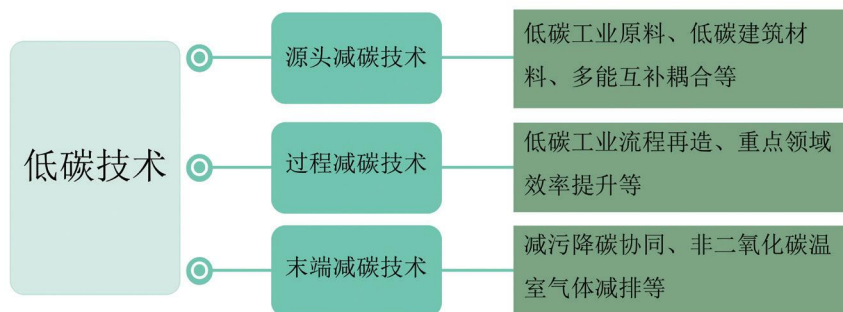 低碳技术
源头减碳技术
低碳工业原料、低碳建筑材
料、多能互补耦合等
过程减碳技术
低碳工业流程再造、重点领域
效率提升等
末端减碳技术
减污降碳协同、非二氧化碳温
室气体减排等